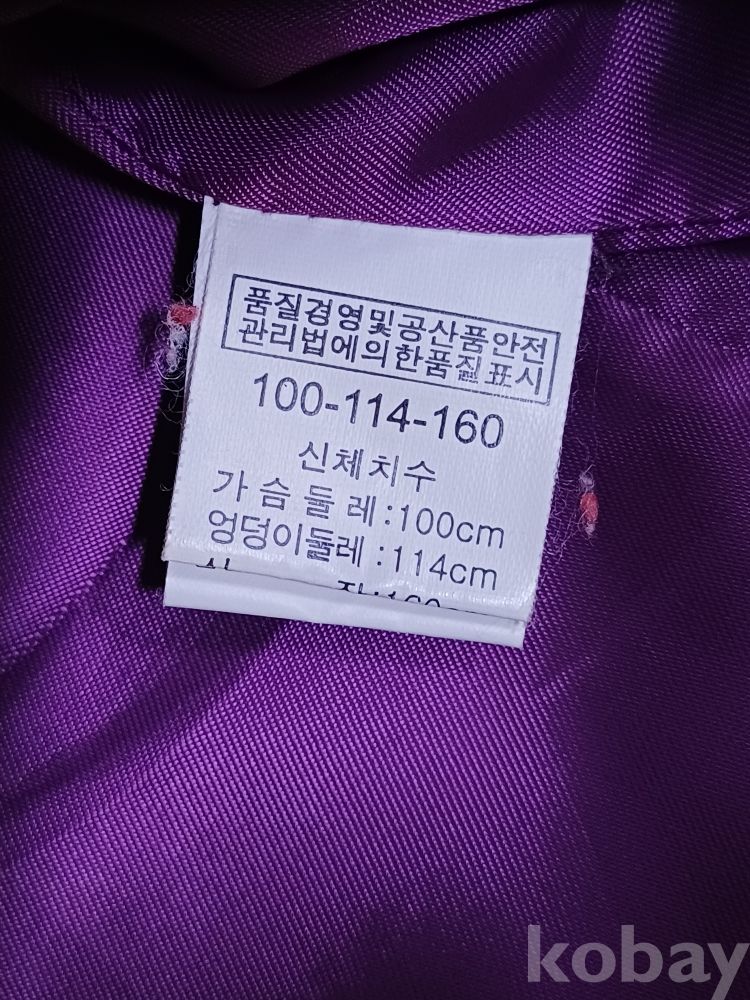 품질경영및공산품안전
관리법에의한품질표시
100-114-160
신체치수
가슴둘레:100cm
엉덩이둘레:114cm
kobay